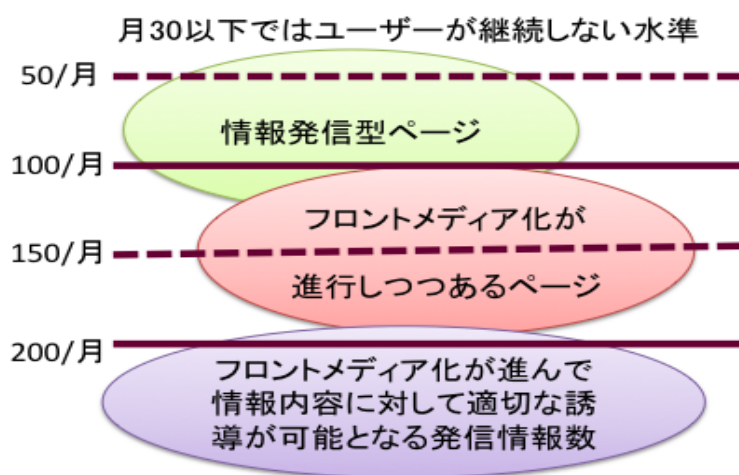 月30以下ではユーザーが継続しない水準
50/月
情報発信型ページ
100/月
フロントメディア化が
150/月
進行しつつあるページ
200/月
フロントメディア化が進んで
情報内容に対して適切な誘
導が可能となる発信情報数